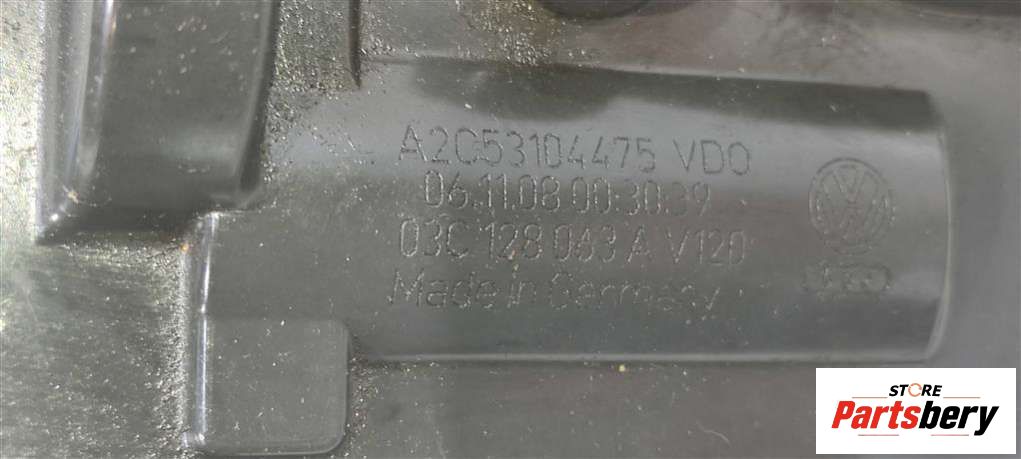 A2C53104475 VDO
06.11.08 00:30:39
03C 128 063 A V120
Made in Germany
STORE
Partsbery